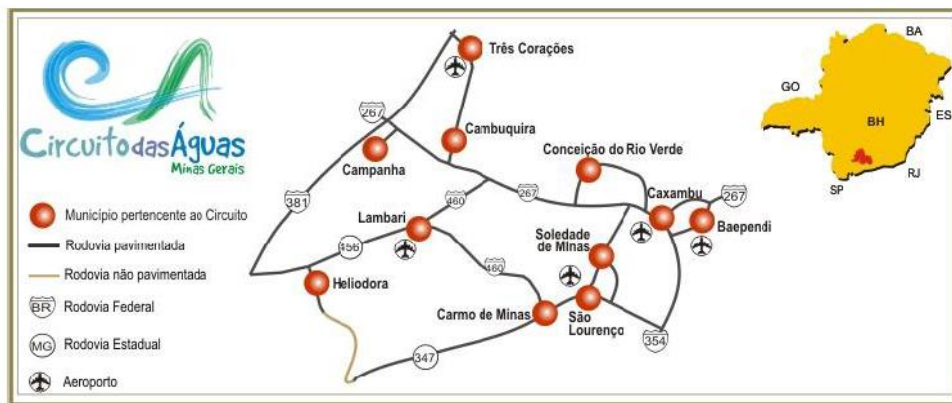 Circuito das Águas
Minas Gerais
Município pertencente ao Circuito
Rodovia pavimentada
Rodovia não pavimentada
BR
Rodovia Federal
MG
Rodovia Estadual
Aeroporto
Três Corações
267
Cambuquira
Campanha
Conceição do Rio Verde
381
460
267
Caxambu
267
Lambari
Baependi
456
Soledade
de Minas
460
Heliodora
Carmo de Minas
São
Lourenço
354
347
BA
GO
ES
BH
SP
RJ